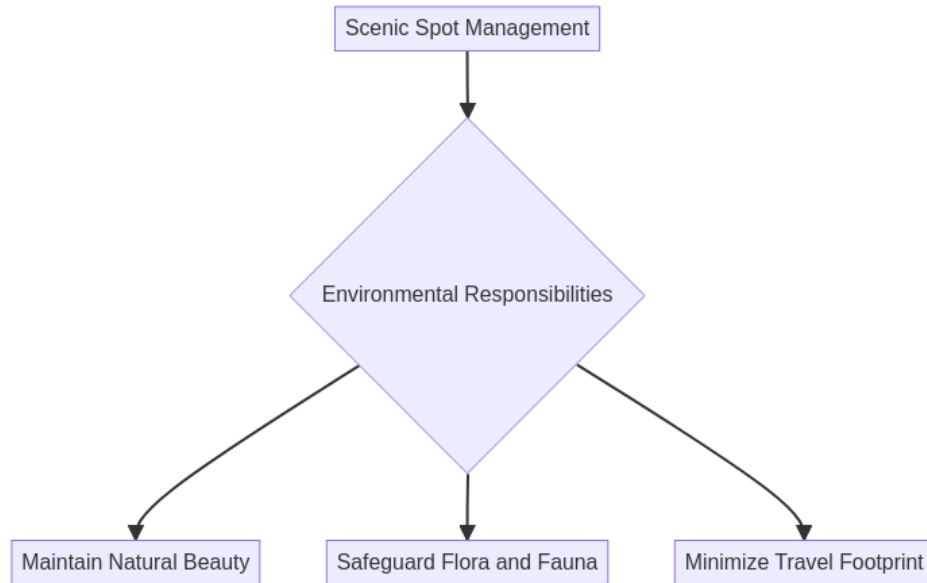 Scenic Spot Management
Environmental Responsibilities
Maintain Natural Beauty
Safeguard Flora and Fauna
Minimize Travel Footprint